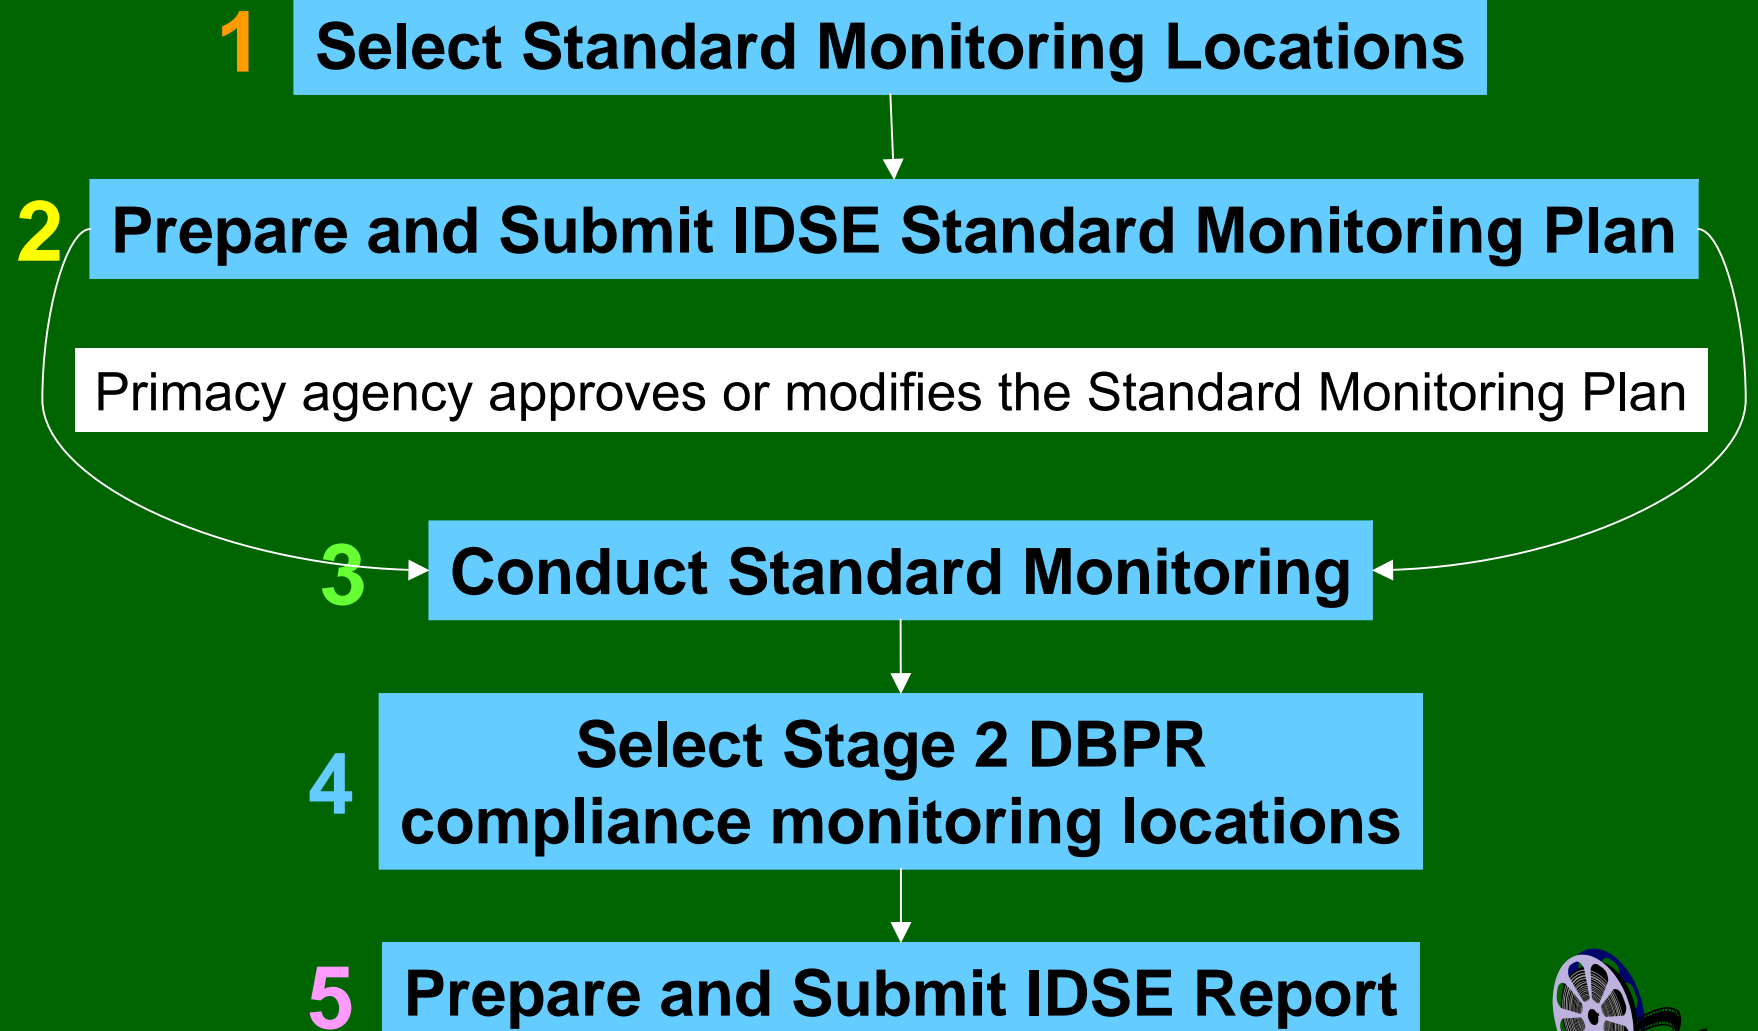 1 Select Standard Monitoring Locations
2 Prepare and Submit IDSE Standard Monitoring Plan
Primacy agency approves or modifies the Standard Monitoring Plan
3 Conduct Standard Monitoring
4 Select Stage 2 DBPR
compliance monitoring locations
5 Prepare and Submit IDSE Report